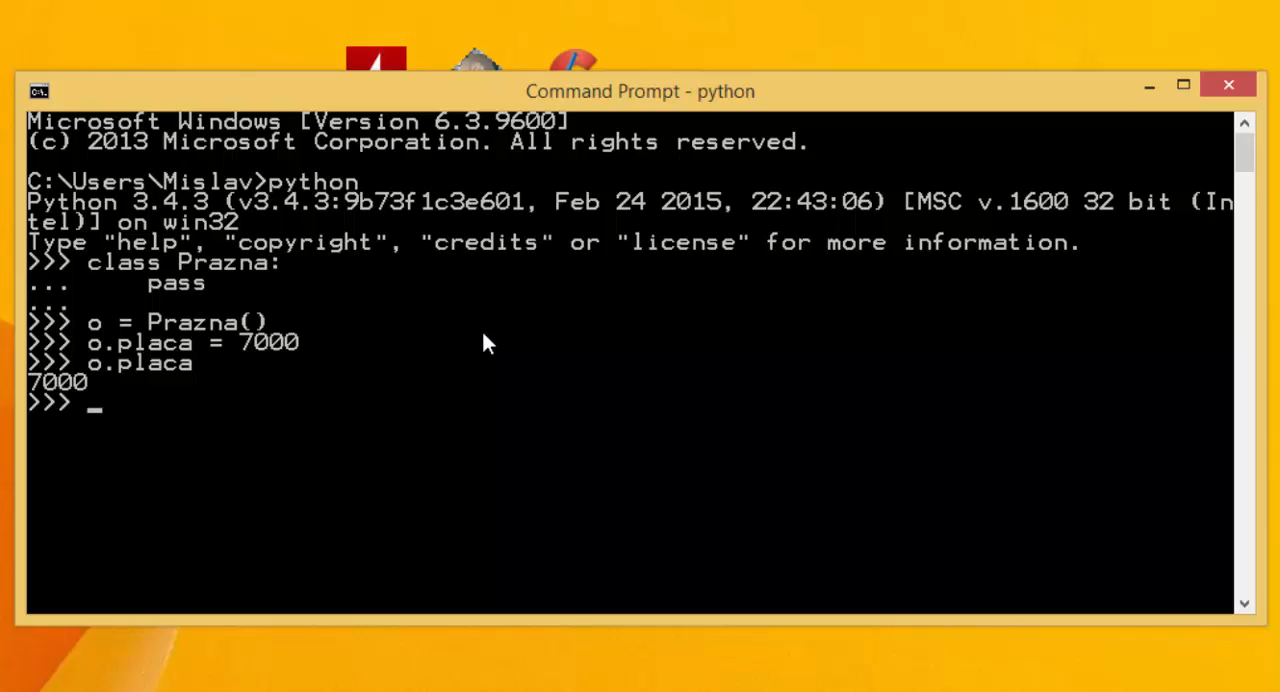 Command Prompt - python
Microsoft Windows [Version 6.3.9600]
(c) 2013 Microsoft Corporation. All rights reserved.
C:\Users\Mislav>python
Python 3.4.3 (v3.4.3:9b73f1c3e601, Feb 24 2015, 22:43:06) [MSC v.1600 32 bit (In
tel)] on win32
Type "help", "copyright", "credits" or "license" for more information.
>>> class Prazna:
...     pass
...
>>> o = Prazna()
>>> o.placa = 7000
>>> o.placa
7000
>>> _